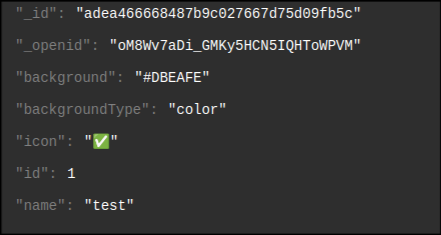 "_id": "adea466668487b9c027667d75d09fb5c"
"_openid": "oM8Wv7aDi_GMKy5HCN5IQHToWPVM"
"background": "#DBEAFE"
"backgroundType": "color"
"icon": "✅"
"id": 1
"name": "test"